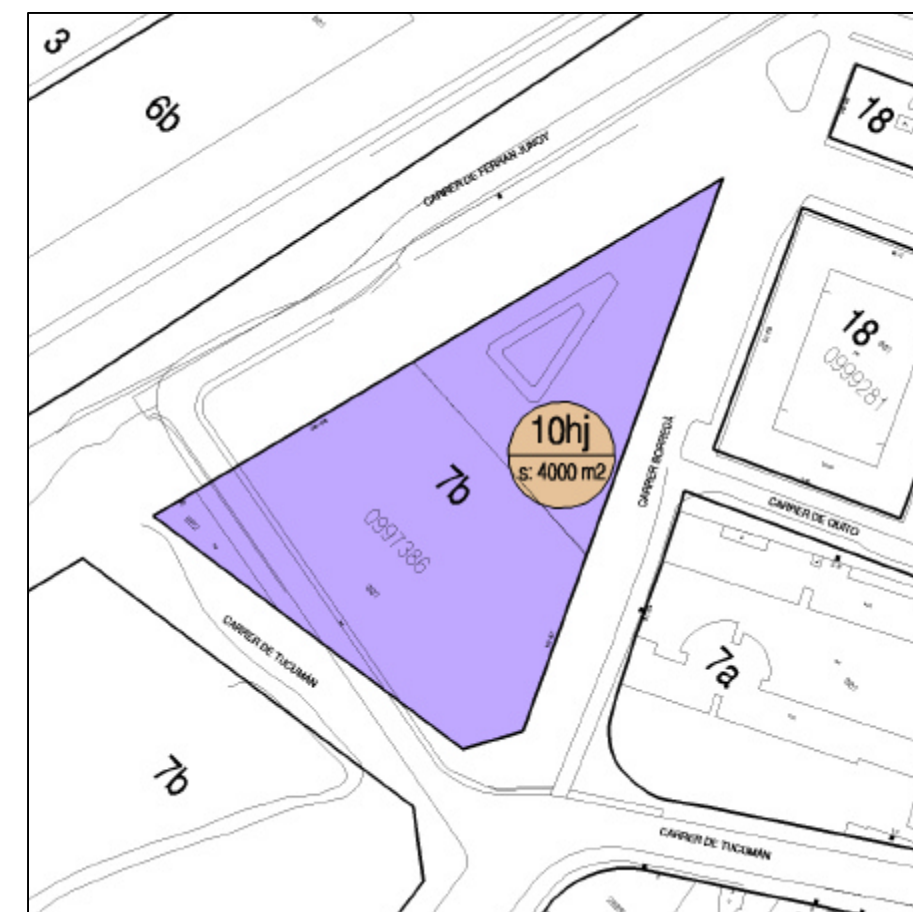 3
6b
CARRER DE FERRAN JUNOY
18
18
0999281
10hj
s: 4000 m2
7b
0997386
CARRER BORREGÀ
CARRER DE QUITO
CARRER DE TUCUMÁN
7a
7b
CARRER DE TUCUMÁN